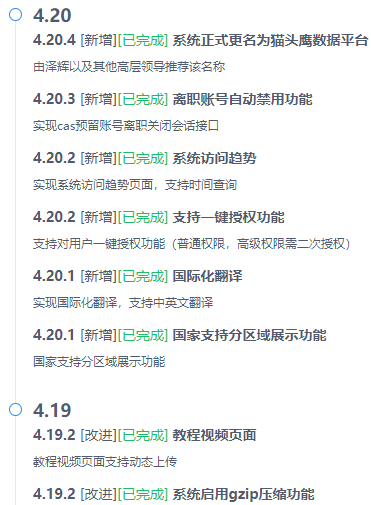 4.20
4.20.4 [新增][已完成] 系统正式更名为猫头鹰数据平台
由泽辉以及其他高层领导推荐该名称
4.20.3 [新增][已完成] 离职账号自动禁用功能
实现cas预留账号离职关闭会话接口
4.20.2 [新增][已完成] 系统访问趋势
实现系统访问趋势页面，支持时间查询
4.20.2 [新增][已完成] 支持一键授权功能
支持对用户一键授权功能（普通权限，高级权限需二次授权）
4.20.1 [新增][已完成] 国际化翻译
实现国际化翻译，支持中英文翻译
4.20.1 [新增][已完成] 国家支持分区域展示功能
国家支持分区域展示功能
4.19
4.19.2 [改进][已完成] 教程视频页面
教程视频页面支持动态上传
4.19.2 [改进][已完成] 系统启用gzip压缩功能